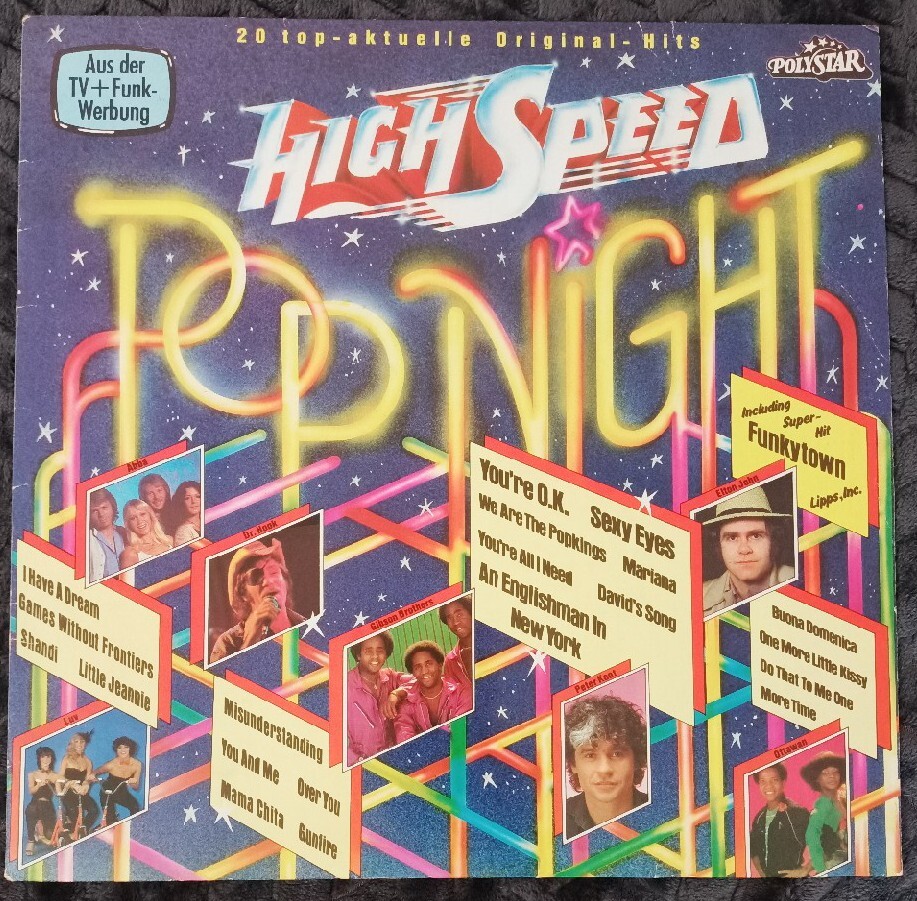 20 top-aktuelle Original-Hits
Aus der
TV+Funk-
Werbung
POLYSTAR
HIGH SPEED
POP NIGHT
Including
Super-
Hit
Funkytown
Lipps, Inc.
Abba
Dr. Hook
Gibson Brothers
Elton John
You're O.K. Sexy Eyes
We Are The Popkings Mariana
You're All I Need David's Song
An Englishman In
New York
I Have A Dream
Games Without Frontiers
Shandi Little Jeannie
Buona Domenica
One More Little Kissy
Do That To Me One
More Time
Luv
Misunderstanding
You And Me Over You
Mama Chita Gunfire
Peter Kent
Ottawan